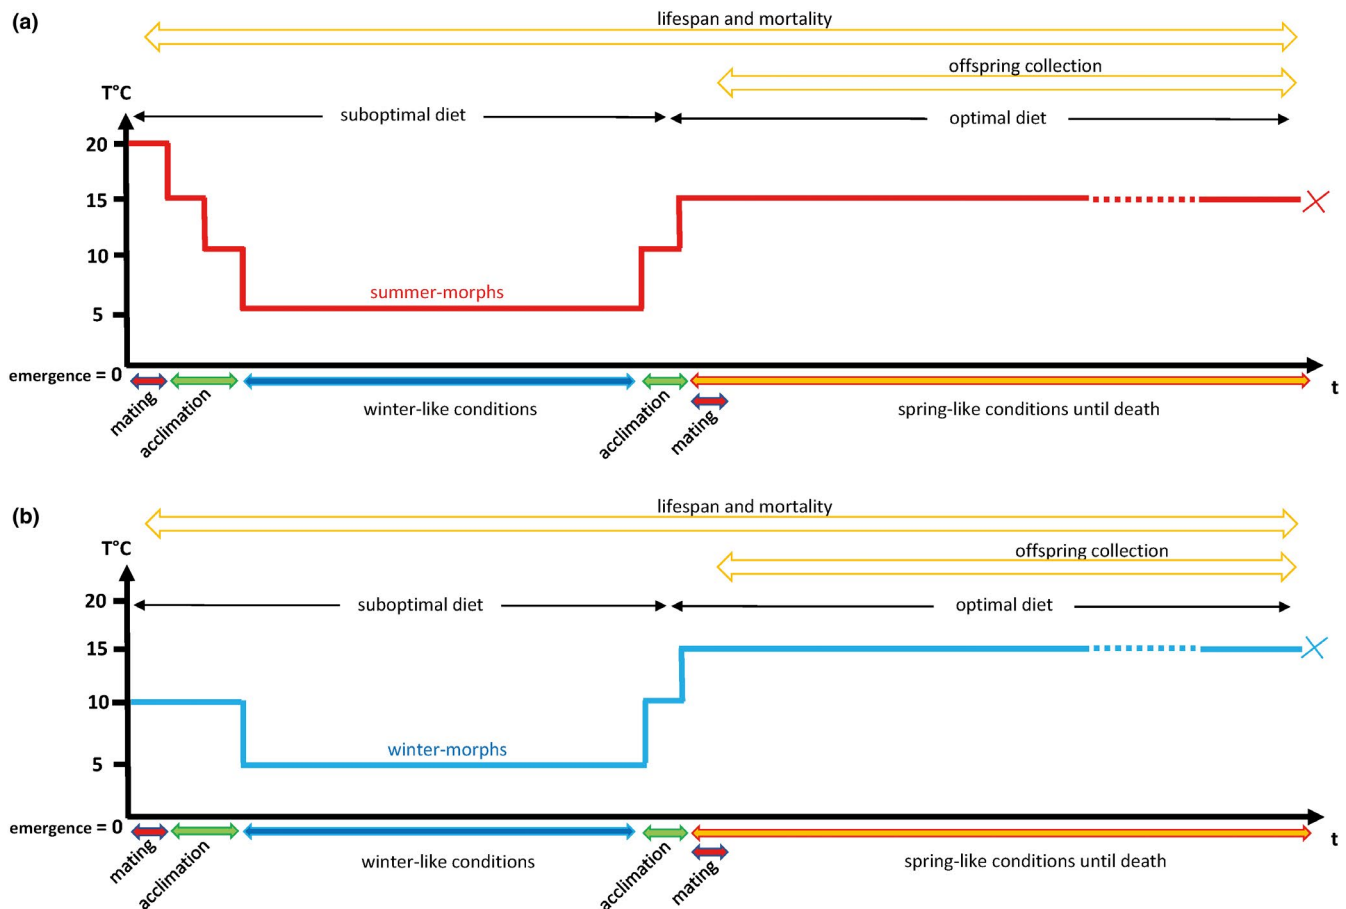 (a)
lifespan and mortality
offspring collection
T°C
suboptimal diet
optimal diet
20
15
10
summer-morphs
5
emergence = 0
t
mating
acclimation
winter-like conditions
acclimation
mating
spring-like conditions until death
(b)
lifespan and mortality
offspring collection
T°C
suboptimal diet
optimal diet
20
15
10
winter-morphs
5
emergence = 0
t
mating
acclimation
winter-like conditions
acclimation
mating
spring-like conditions until death